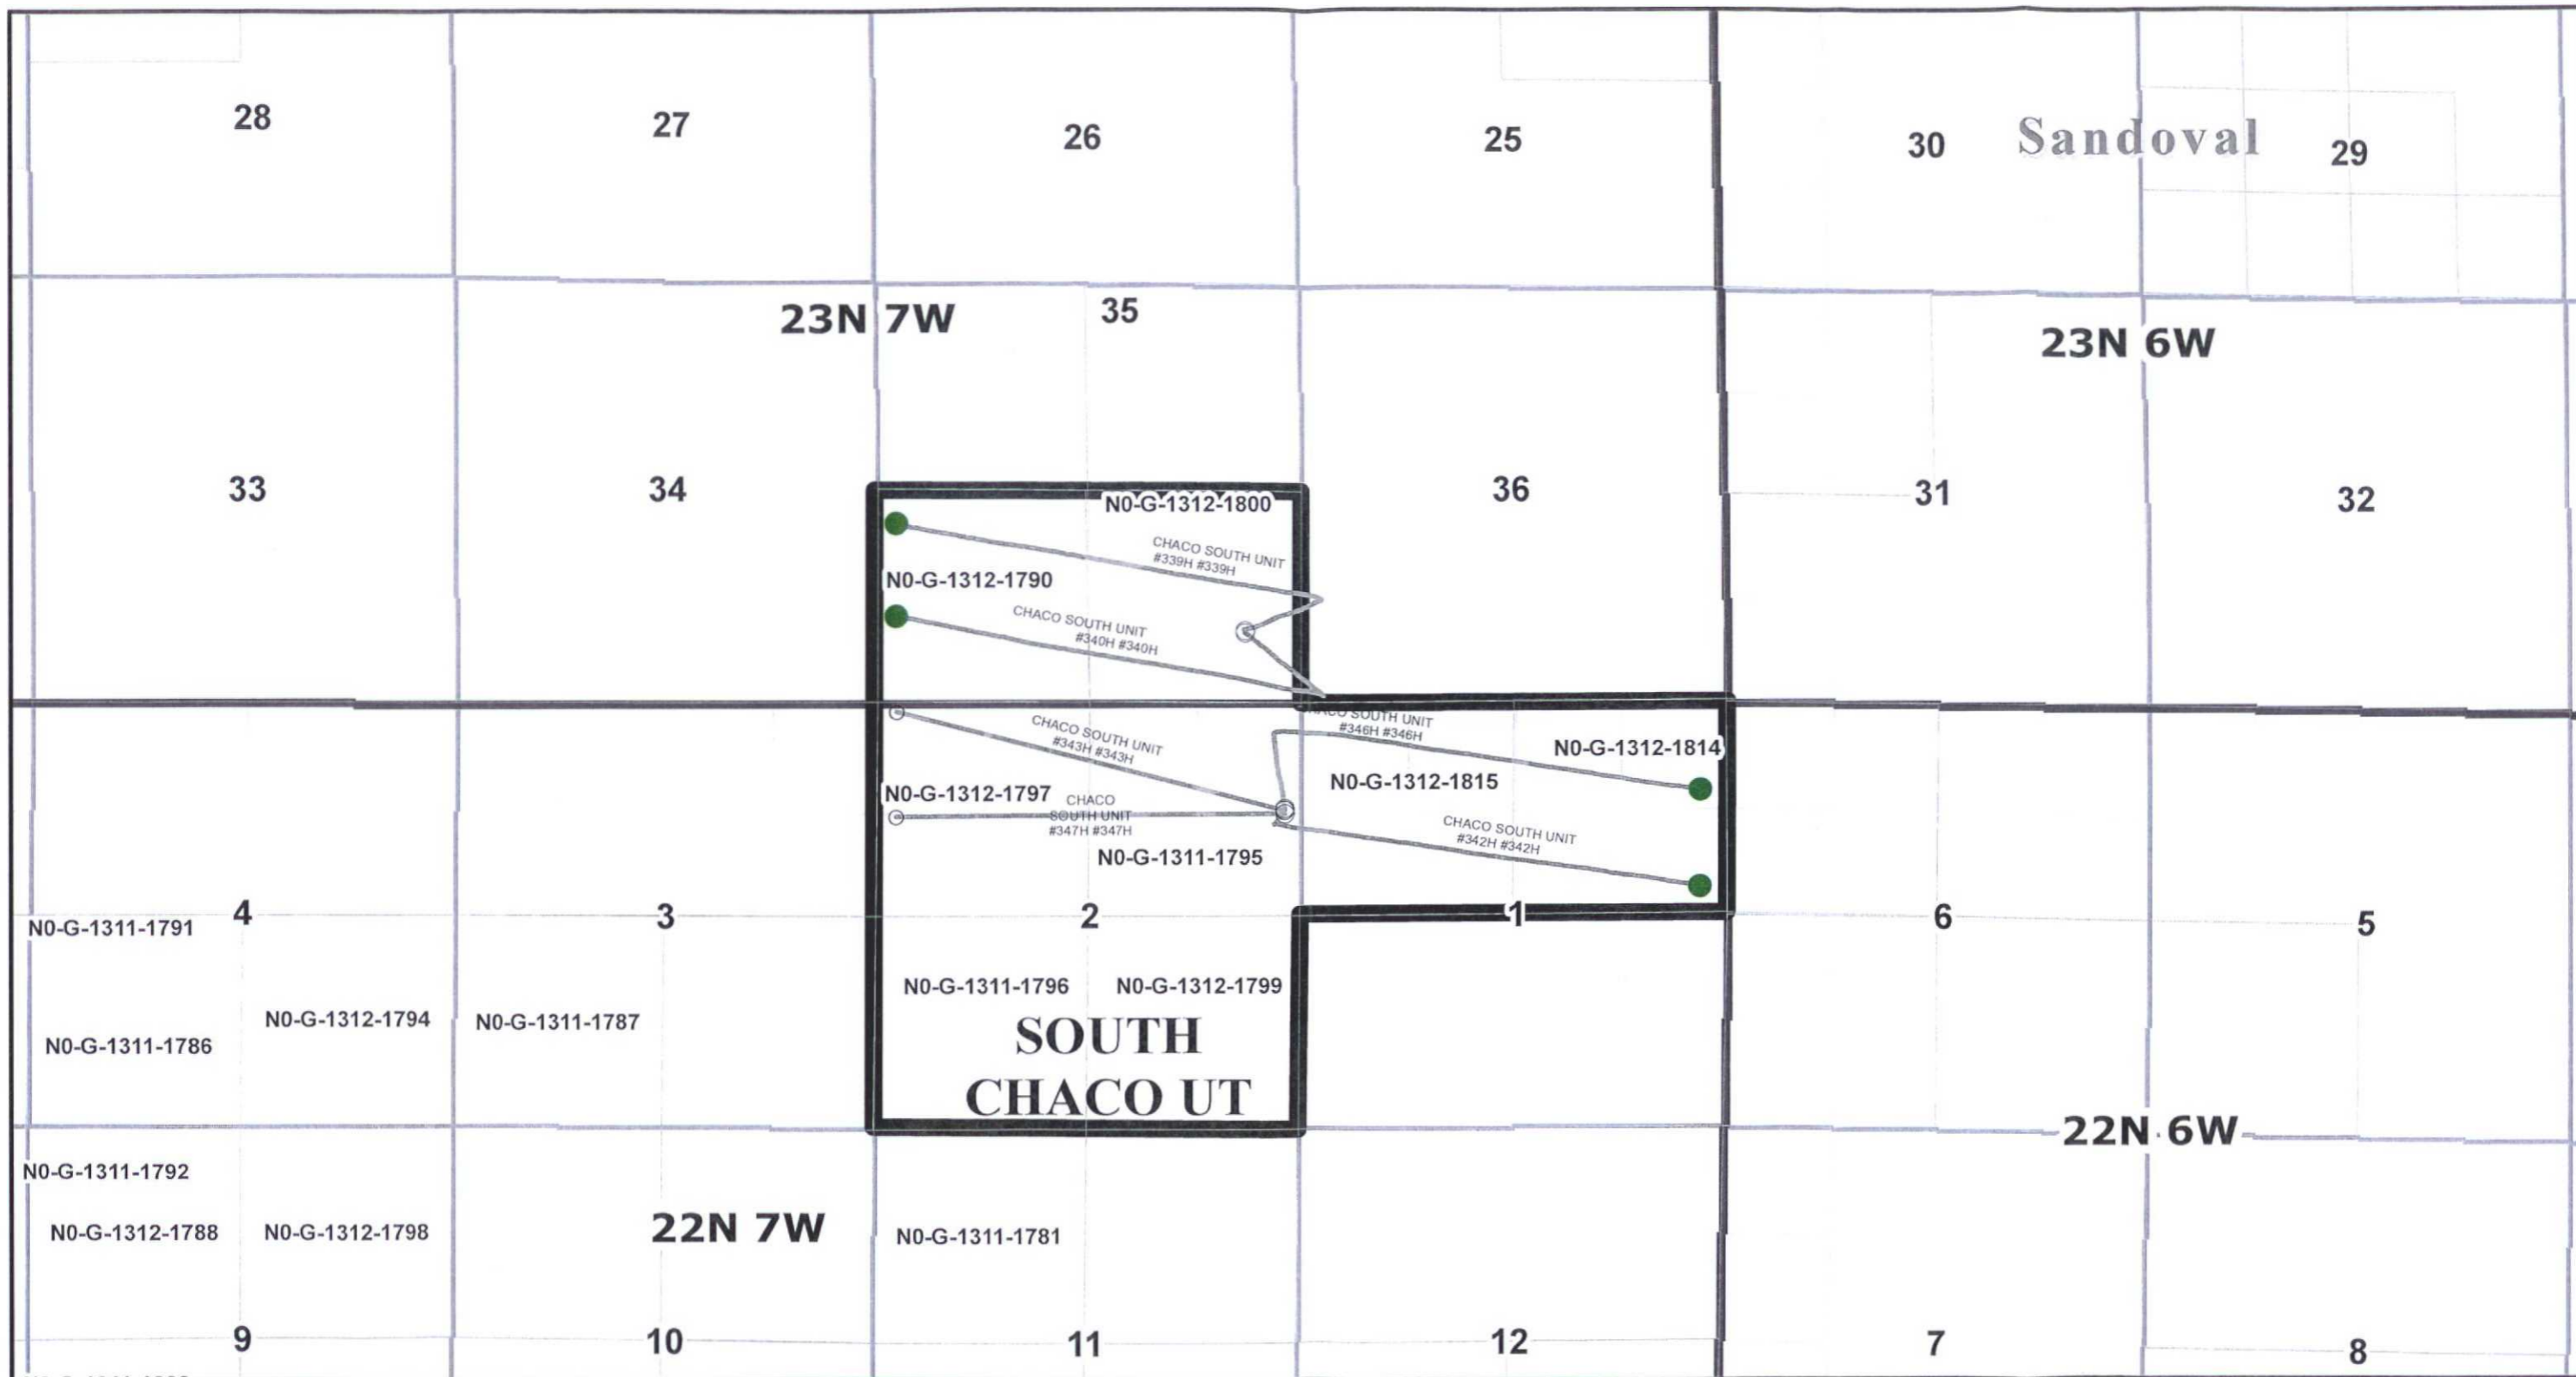 28
27
26
25
30
Sandoval
29
23N 7W
35
23N 6W
33
34
36
31
32
N0-G-1312-1800
CHACO SOUTH UNIT
#339H #339H
N0-G-1312-1790
CHACO SOUTH UNIT
#340H #340H
CHACO SOUTH UNIT
#343H #343H
CHACO SOUTH UNIT
#346H #346H
N0-G-1312-1814
N0-G-1312-1815
N0-G-1312-1797
CHACO
SOUTH UNIT
#347H #347H
CHACO SOUTH UNIT
#342H #342H
N0-G-1311-1795
4
3
2
1
6
5
N0-G-1311-1791
N0-G-1311-1796
N0-G-1312-1799
N0-G-1312-1794
N0-G-1311-1787
N0-G-1311-1786
SOUTH
CHACO UT
22N 6W
N0-G-1311-1792
N0-G-1312-1788
N0-G-1312-1798
22N 7W
N0-G-1311-1781
9
10
11
12
7
8